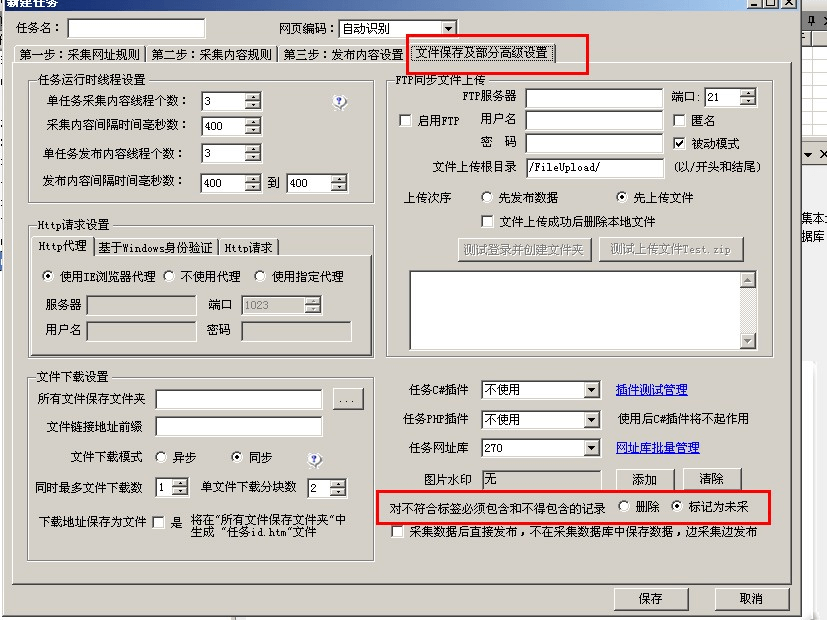 新建任务
任务名： 网页编码： 自动识别
第一步：采集网址规则 第二步：采集内容规则 第三步：发布内容设置 文件保存及部分高级设置
任务运行时线程设置
单任务采集内容线程个数： 3
采集内容间隔时间毫秒数： 400
单任务发布内容线程个数： 3
发布内容间隔时间毫秒数： 400 到 400
Http请求设置
Http代理 基于Windows身份验证 Http请求
使用IE浏览器代理 不使用代理 使用指定代理
服务器 端口 1023
用户名 密码
文件下载设置
所有文件保存文件夹 ...
文件链接地址前缀
文件下载模式 异步 同步
同时最多文件下载数 1 单文件下载分块数 2
下载地址保存为文件 是 将在"所有文件保存文件夹"中
生成 "任务id.htm"文件
FTP同步文件上传
FTP服务器 端口： 21
启用FTP 用户名 匿名
密 码 被动模式
文件上传根目录 /FileUpload/ (以/开头和结尾)
上传次序 先发布数据 先上传文件
文件上传成功后删除本地文件
测试登录并创建文件夹 测试上传文件Test.zip
任务C#插件 不使用 插件测试管理
任务PHP插件 不使用 使用后C#插件将不起作用
任务网址库 270 网址库批量管理
图片水印 无 添加 清除
对不符合标签必须包含和不得包含的记录 删除 标记为未采
采集数据后直接发布，不在采集数据库中保存数据，边采集边发布
保存 取消
集本
据库